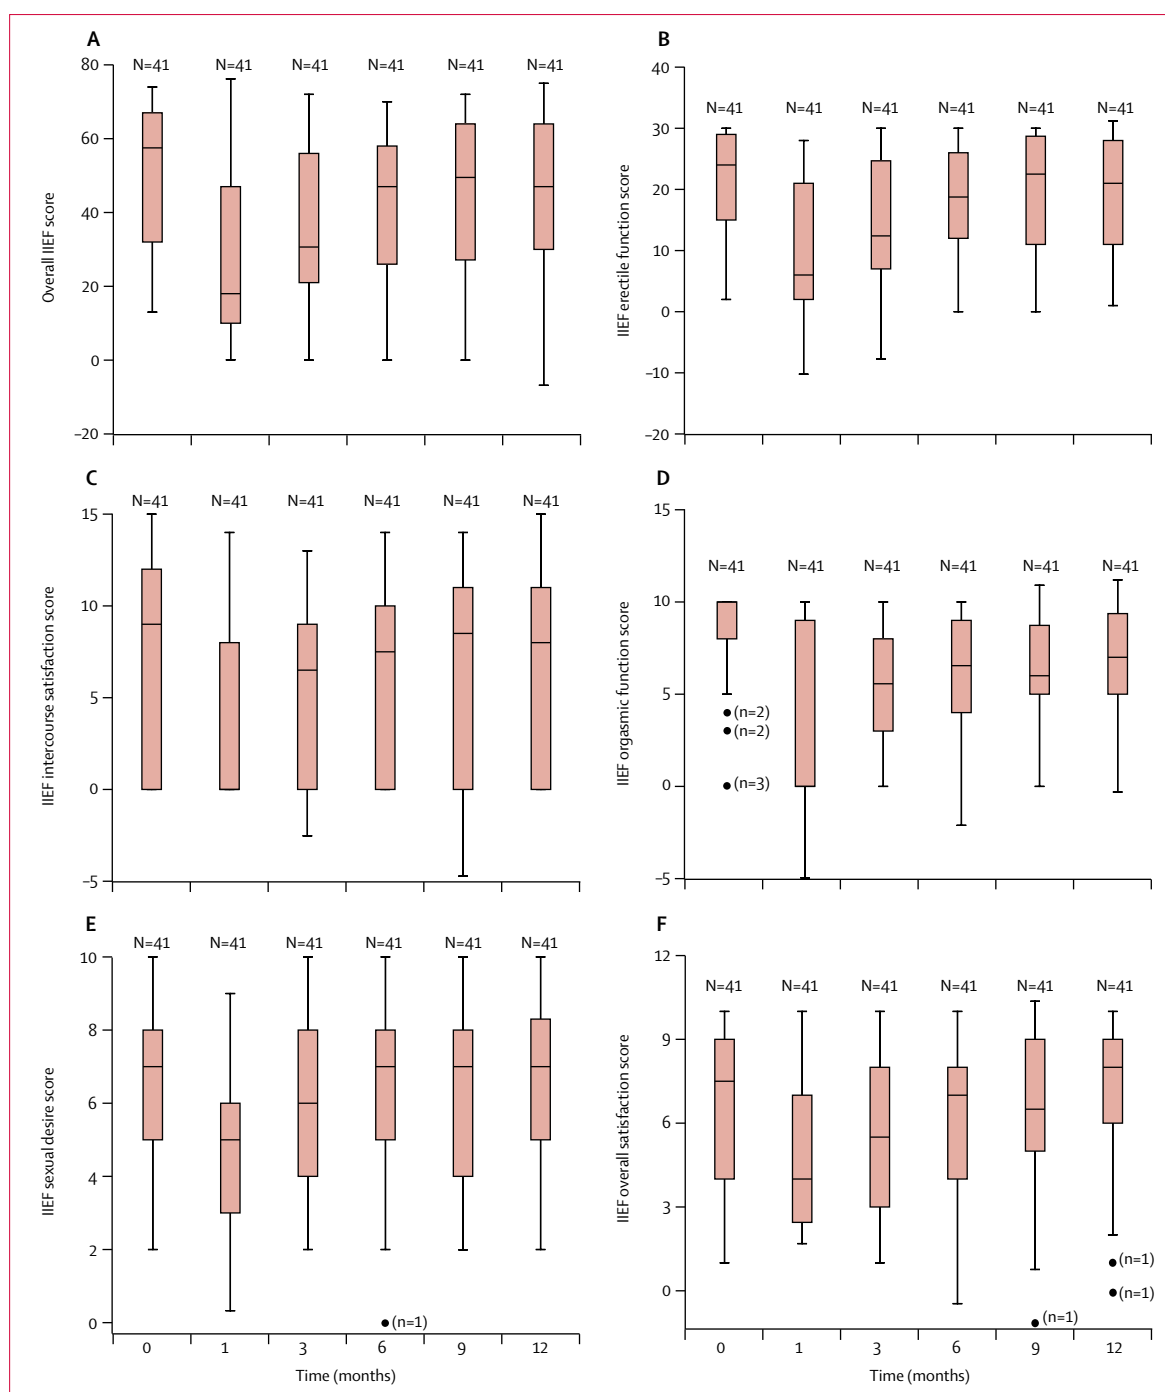 A
N=41 N=41 N=41 N=41 N=41 N=41
80
60
40
20
0
–20
Overall IIEF score
B
N=41 N=41 N=41 N=41 N=41 N=41
40
30
20
10
0
–10
–20
IIEF erectile function score
C
N=41 N=41 N=41 N=41 N=41 N=41
15
10
5
0
–5
IIEF intercourse satisfaction score
D
N=41 N=41 N=41 N=41 N=41 N=41
15
10
5
0
–5
IIEF orgasmic function score
(n=2)
(n=2)
(n=3)
E
N=41 N=41 N=41 N=41 N=41 N=41
10
8
6
4
2
0
IIEF sexual desire score
(n=1)
0 1 3 6 9 12
Time (months)
F
N=41 N=41 N=41 N=41 N=41 N=41
12
9
6
3
0
IIEF overall satisfaction score
(n=1)
(n=1)
(n=1)
0 1 3 6 9 12
Time (months)